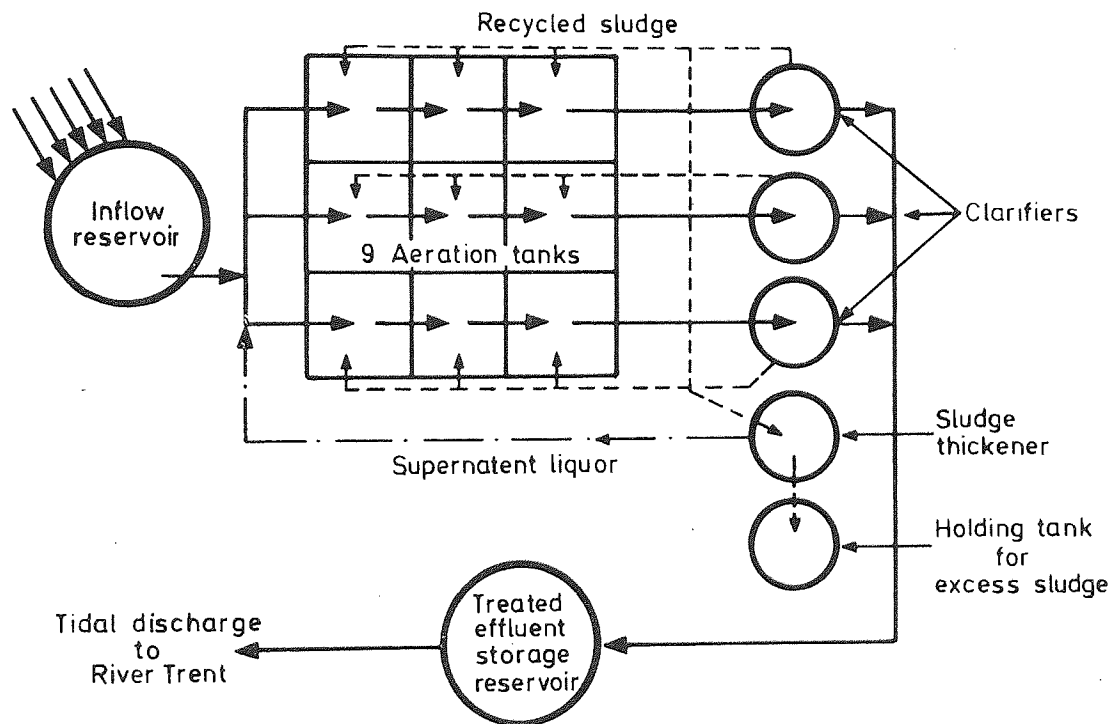 Recycled sludge
Inflow
reservoir
9 Aeration tanks
Clarifiers
Supernatent liquor
Sludge
thickener
Holding tank
for
excess sludge
Treated
effluent
storage
reservoir
Tidal discharge
to
River Trent